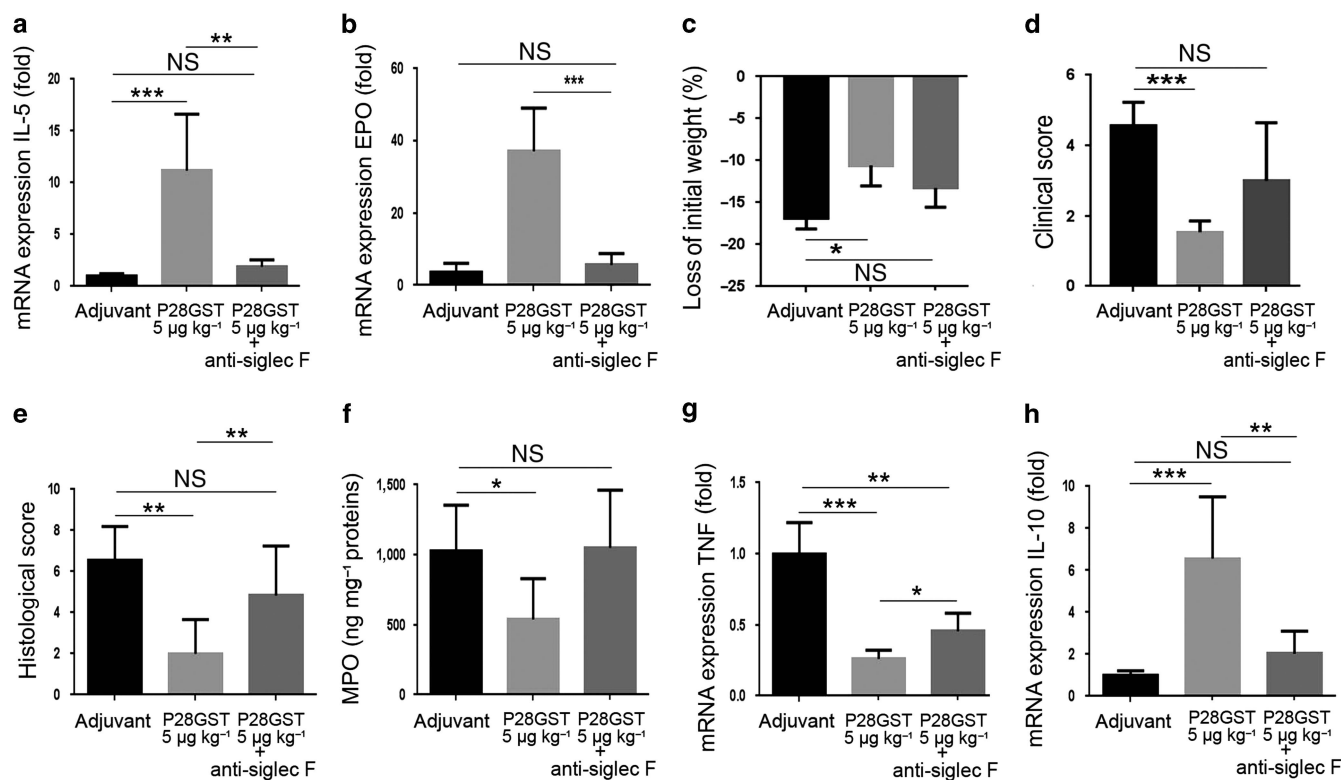 a
mRNA expression IL-5 (fold)
20
15
10
5
0
**
NS
***
Adjuvant
P28GST
5 µg kg⁻¹
P28GST
5 µg kg⁻¹
+
anti-siglec F
b
mRNA expression EPO (fold)
60
40
20
0
NS
***
Adjuvant
P28GST
5 µg kg⁻¹
P28GST
5 µg kg⁻¹
+
anti-siglec F
c
Loss of initial weight (%)
0
−5
−10
−15
−20
−25
*
NS
Adjuvant
P28GST
5 µg kg⁻¹
P28GST
5 µg kg⁻¹
+
anti-siglec F
d
Clinical score
6
4
2
0
NS
***
Adjuvant
P28GST
5 µg kg⁻¹
P28GST
5 µg kg⁻¹
+
anti-siglec F
e
Histological score
10
8
6
4
2
0
**
NS
**
Adjuvant
P28GST
5 µg kg⁻¹
P28GST
5 µg kg⁻¹
+
anti-siglec F
f
MPO (ng mg⁻¹ proteins)
1,500
1,000
500
0
NS
*
Adjuvant
P28GST
5 µg kg⁻¹
P28GST
5 µg kg⁻¹
+
anti-siglec F
g
mRNA expression TNF (fold)
1.5
1.0
0.5
0.0
**
***
*
Adjuvant
P28GST
5 µg kg⁻¹
P28GST
5 µg kg⁻¹
+
anti-siglec F
h
mRNA expression IL-10 (fold)
10
8
6
4
2
0
**
NS
***
Adjuvant
P28GST
5 µg kg⁻¹
P28GST
5 µg kg⁻¹
+
anti-siglec F